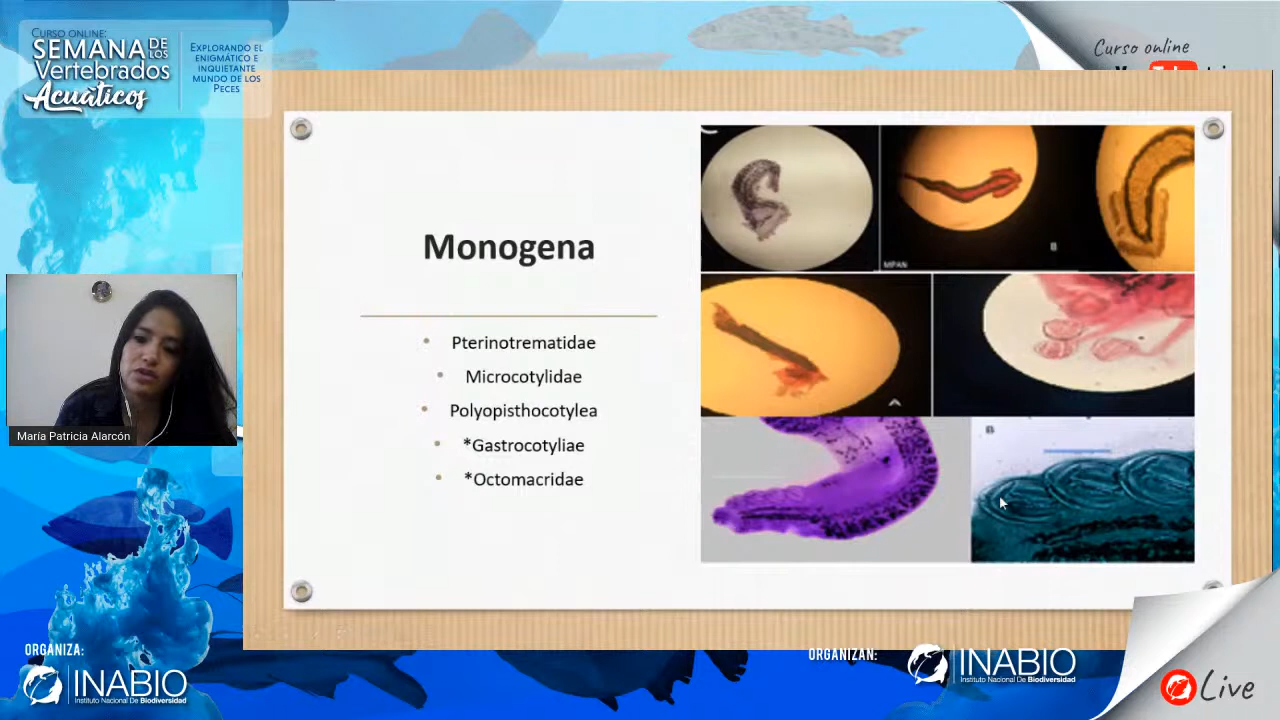 CURSO ONLINE:
SEMANA DE LOS
Vertebrados
Acuáticos
EXPLORANDO EL
ENIGMÁTICO E
INQUIETANTE
MUNDO DE LOS
PECES
Curso online
Monogena
• Pterinotrematidae
• Microcotylidae
• Polyopisthocotylea
• *Gastrocotyliae
• *Octomacridae
B
MPAN
A
B
María Patricia Alarcón
ORGANIZA:
INABIO
Instituto Nacional De Biodiversidad
ORGANIZAN:
INABIO
Instituto Nacional De Biodiversidad
Live